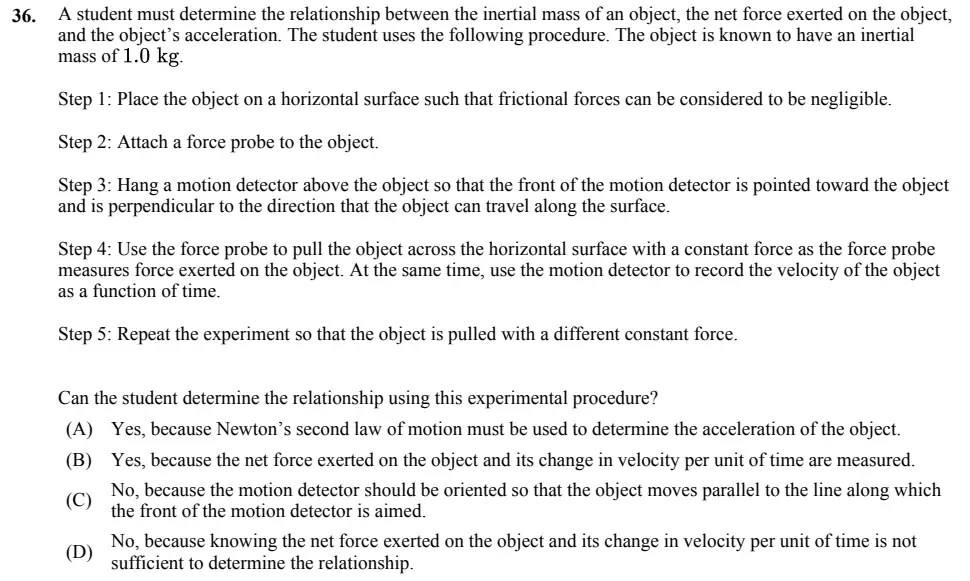 36. A student must determine the relationship between the inertial mass of an object, the net force exerted on the object,
and the object's acceleration. The student uses the following procedure. The object is known to have an inertial
mass of 1.0 kg.
Step 1: Place the object on a horizontal surface such that frictional forces can be considered to be negligible.
Step 2: Attach a force probe to the object.
Step 3: Hang a motion detector above the object so that the front of the motion detector is pointed toward the object
and is perpendicular to the direction that the object can travel along the surface.
Step 4: Use the force probe to pull the object across the horizontal surface with a constant force as the force probe
measures force exerted on the object. At the same time, use the motion detector to record the velocity of the object
as a function of time.
Step 5: Repeat the experiment so that the object is pulled with a different constant force.
Can the student determine the relationship using this experimental procedure?
(A) Yes, because Newton's second law of motion must be used to determine the acceleration of the object.
(B) Yes, because the net force exerted on the object and its change in velocity per unit of time are measured.
(C) No, because the motion detector should be oriented so that the object moves parallel to the line along which
the front of the motion detector is aimed.
(D) No, because knowing the net force exerted on the object and its change in velocity per unit of time is not
sufficient to determine the relationship.